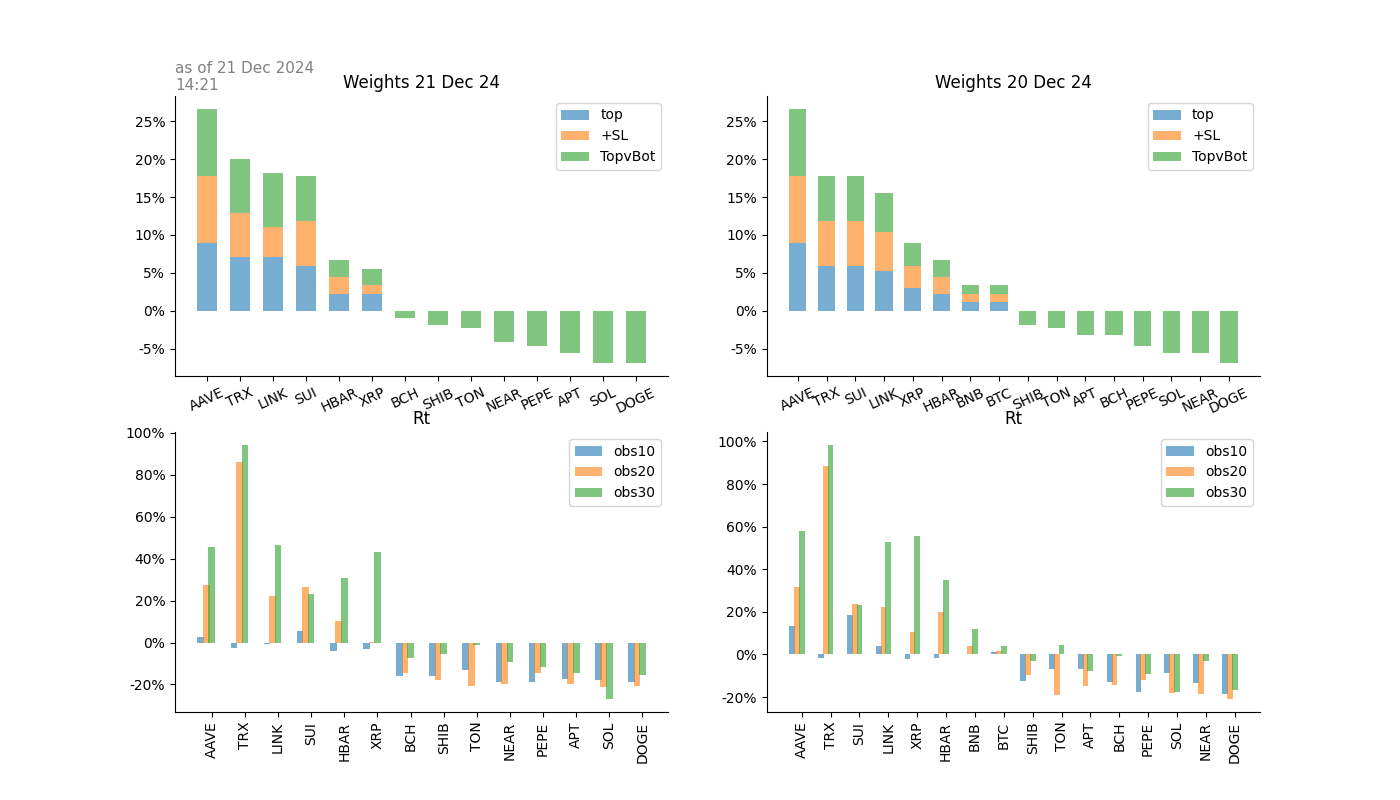 as of 21 Dec 2024
14:21
Weights 21 Dec 24
25%
20%
15%
10%
5%
0%
-5%
top
+SL
TopvBot
AAVE TRX LINK SUI HBAR XRP BCH SHIB TON NEAR PEPE APT SOL DOGE
Weights 20 Dec 24
25%
20%
15%
10%
5%
0%
-5%
top
+SL
TopvBot
AAVE TRX SUI LINK XRP HBAR BNB BTC SHIB TON APT BCH PEPE SOL NEAR DOGE
Rt
100%
80%
60%
40%
20%
0%
-20%
obs10
obs20
obs30
AAVE TRX LINK SUI HBAR XRP BCH SHIB TON NEAR PEPE APT SOL DOGE
Rt
100%
80%
60%
40%
20%
0%
-20%
obs10
obs20
obs30
AAVE TRX SUI LINK XRP HBAR BNB BTC SHIB TON APT BCH PEPE SOL NEAR DOGE